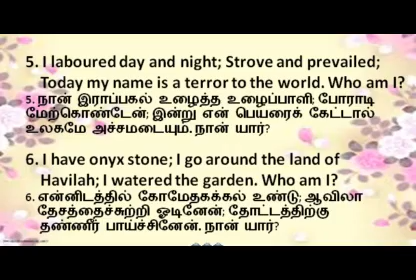 5. I laboured day and night; Strove and prevailed;
Today my name is a terror to the world. Who am I?
5. நான் இராப்பகல் உழைத்த உழைப்பாளி; போராடி
மேற்கொண்டேன்; இன்று என் பெயரைக் கேட்டால்
உலகமே அச்சமடையும். நான் யார்?
6. I have onyx stone; I go around the land of
Havilah; I watered the garden. Who am I?
6. என்னிடத்தில் கோமேதகக்கல் உண்டு; ஆவிலா
தேசத்தைச்சுற்றி ஓடினேன்; தோட்டத்திற்கு
தண்ணீர் பாய்ச்சினேன். நான் யார்?